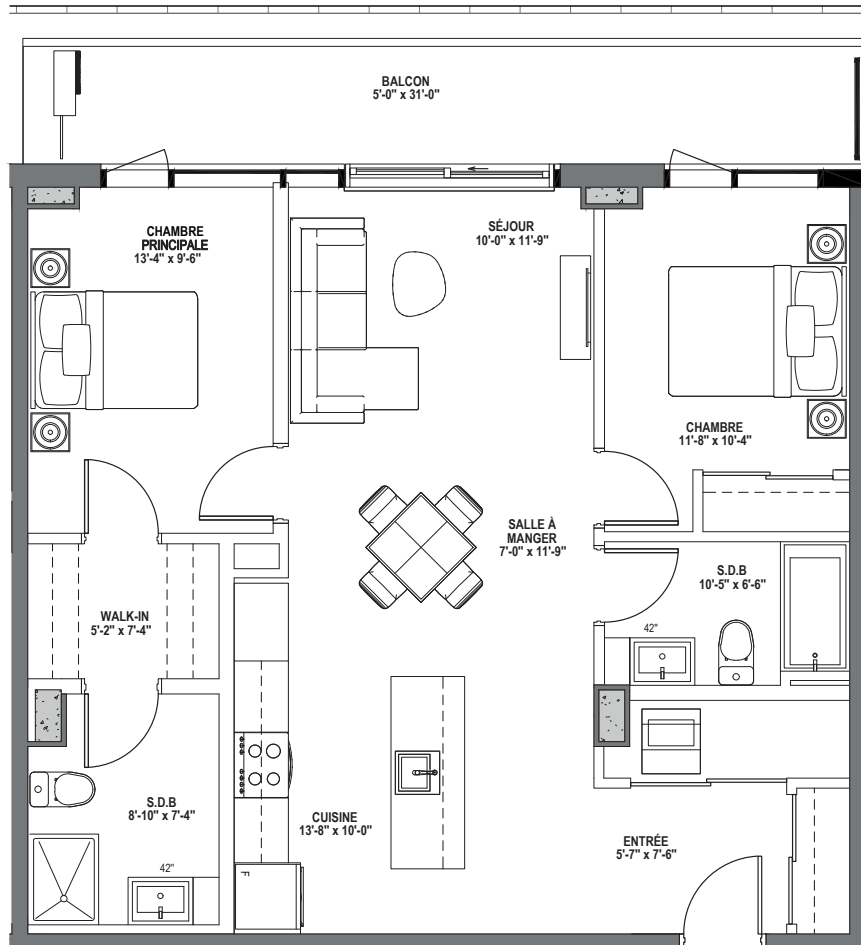 BALCON
5'-0" x 31'-0"
CHAMBRE
PRINCIPALE
13'-4" x 9'-6"
SÉJOUR
10'-0" x 11'-9"
CHAMBRE
11'-8" x 10'-4"
SALLE À
MANGER
7'-0" x 11'-9"
S.D.B
10'-5" x 6'-6"
42"
WALK-IN
5'-2" x 7'-4"
S.D.B
8'-10" x 7'-4"
42"
CUISINE
13'-8" x 10'-0"
F
ENTRÉE
5'-7" x 7'-6"